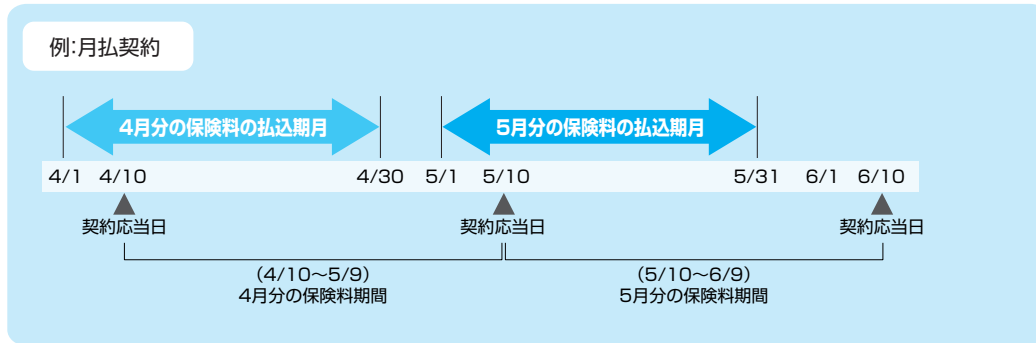 例:月払契約
4月分の保険料の払込期月
5月分の保険料の払込期月
4/1 4/10 4/30 5/1 5/10 5/31 6/1 6/10
契約応当日 契約応当日 契約応当日
(4/10～5/9) (5/10～6/9)
4月分の保険料期間 5月分の保険料期間